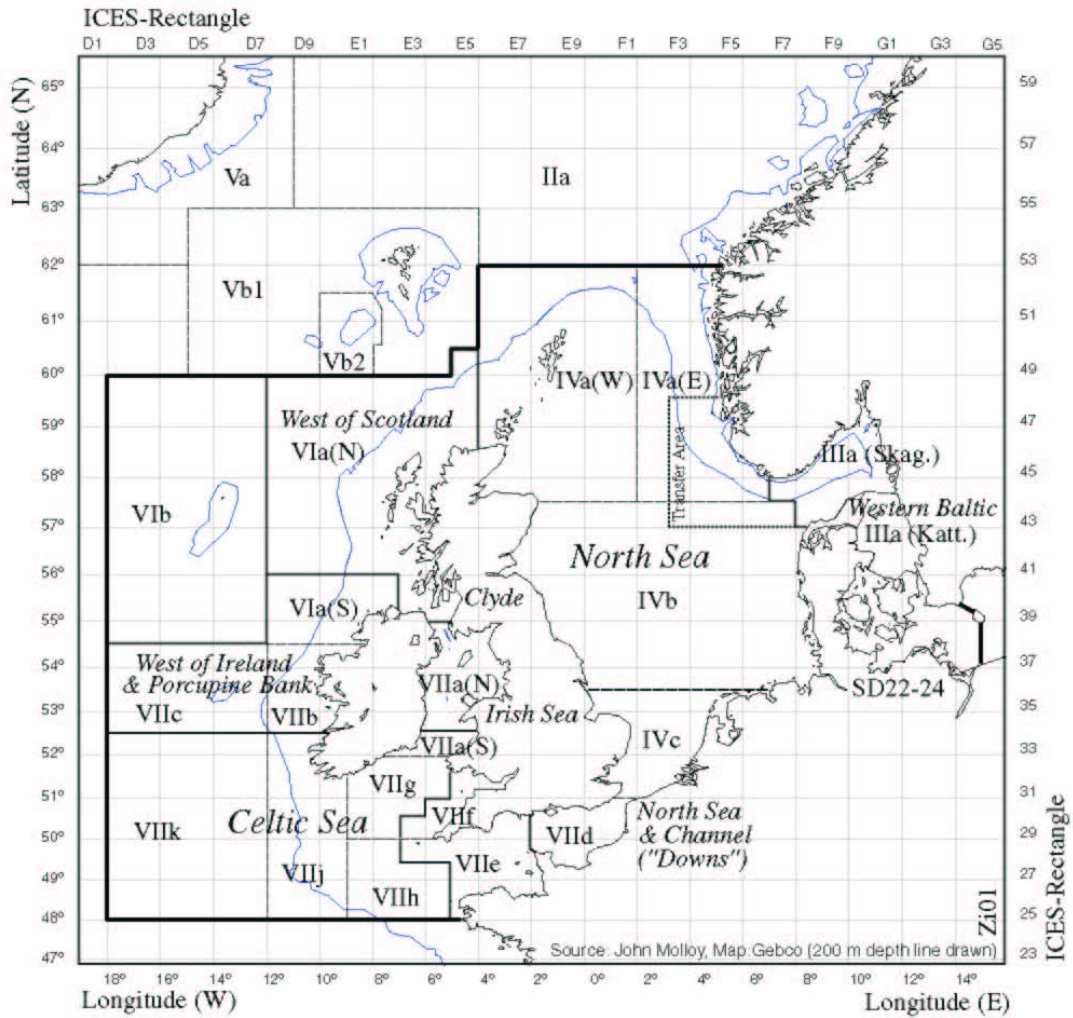 ICES-Rectangle
D1 D3 D5 D7 D9 E1 E3 E5 E7 E9 F1 F3 F5 F7 F9 G1 G3 G5
Latitude (N)
65° 59
64° 57
Va IIa
63° 55
62° 53
Vb1
61° 51
Vb2
60° 49
IVa(W) IVa(E)
West of Scotland
59° 47
VIa(N) IIIa (Skag.)
Transfer Area
58° 45
Western Baltic
VIb
57° 43
IIIa (Katt.)
North Sea
56° 41
VIa(S) Clyde IVb
55° 39
54° 37
West of Ireland
& Porcupine Bank VIIa(N) SD22-24
VIIc VIIb Irish Sea
53° 35
IVc
VIIa(S)
52° 33
VIIg
51° 31
VIIf North Sea
& Channel
("Downs")
Celtic Sea
VIIk VIId
50° 29
VIIe
VIIj
49° 27
VIIh
48° 25
Zi01
Source: John Molloy, Map:Gebco (200 m depth line drawn)
47° 23
ICES-Rectangle
18° 16° 14° 12° 10° 8° 6° 4° 2° 0° 2° 4° 6° 8° 10° 12° 14°
Longitude (W) Longitude (E)